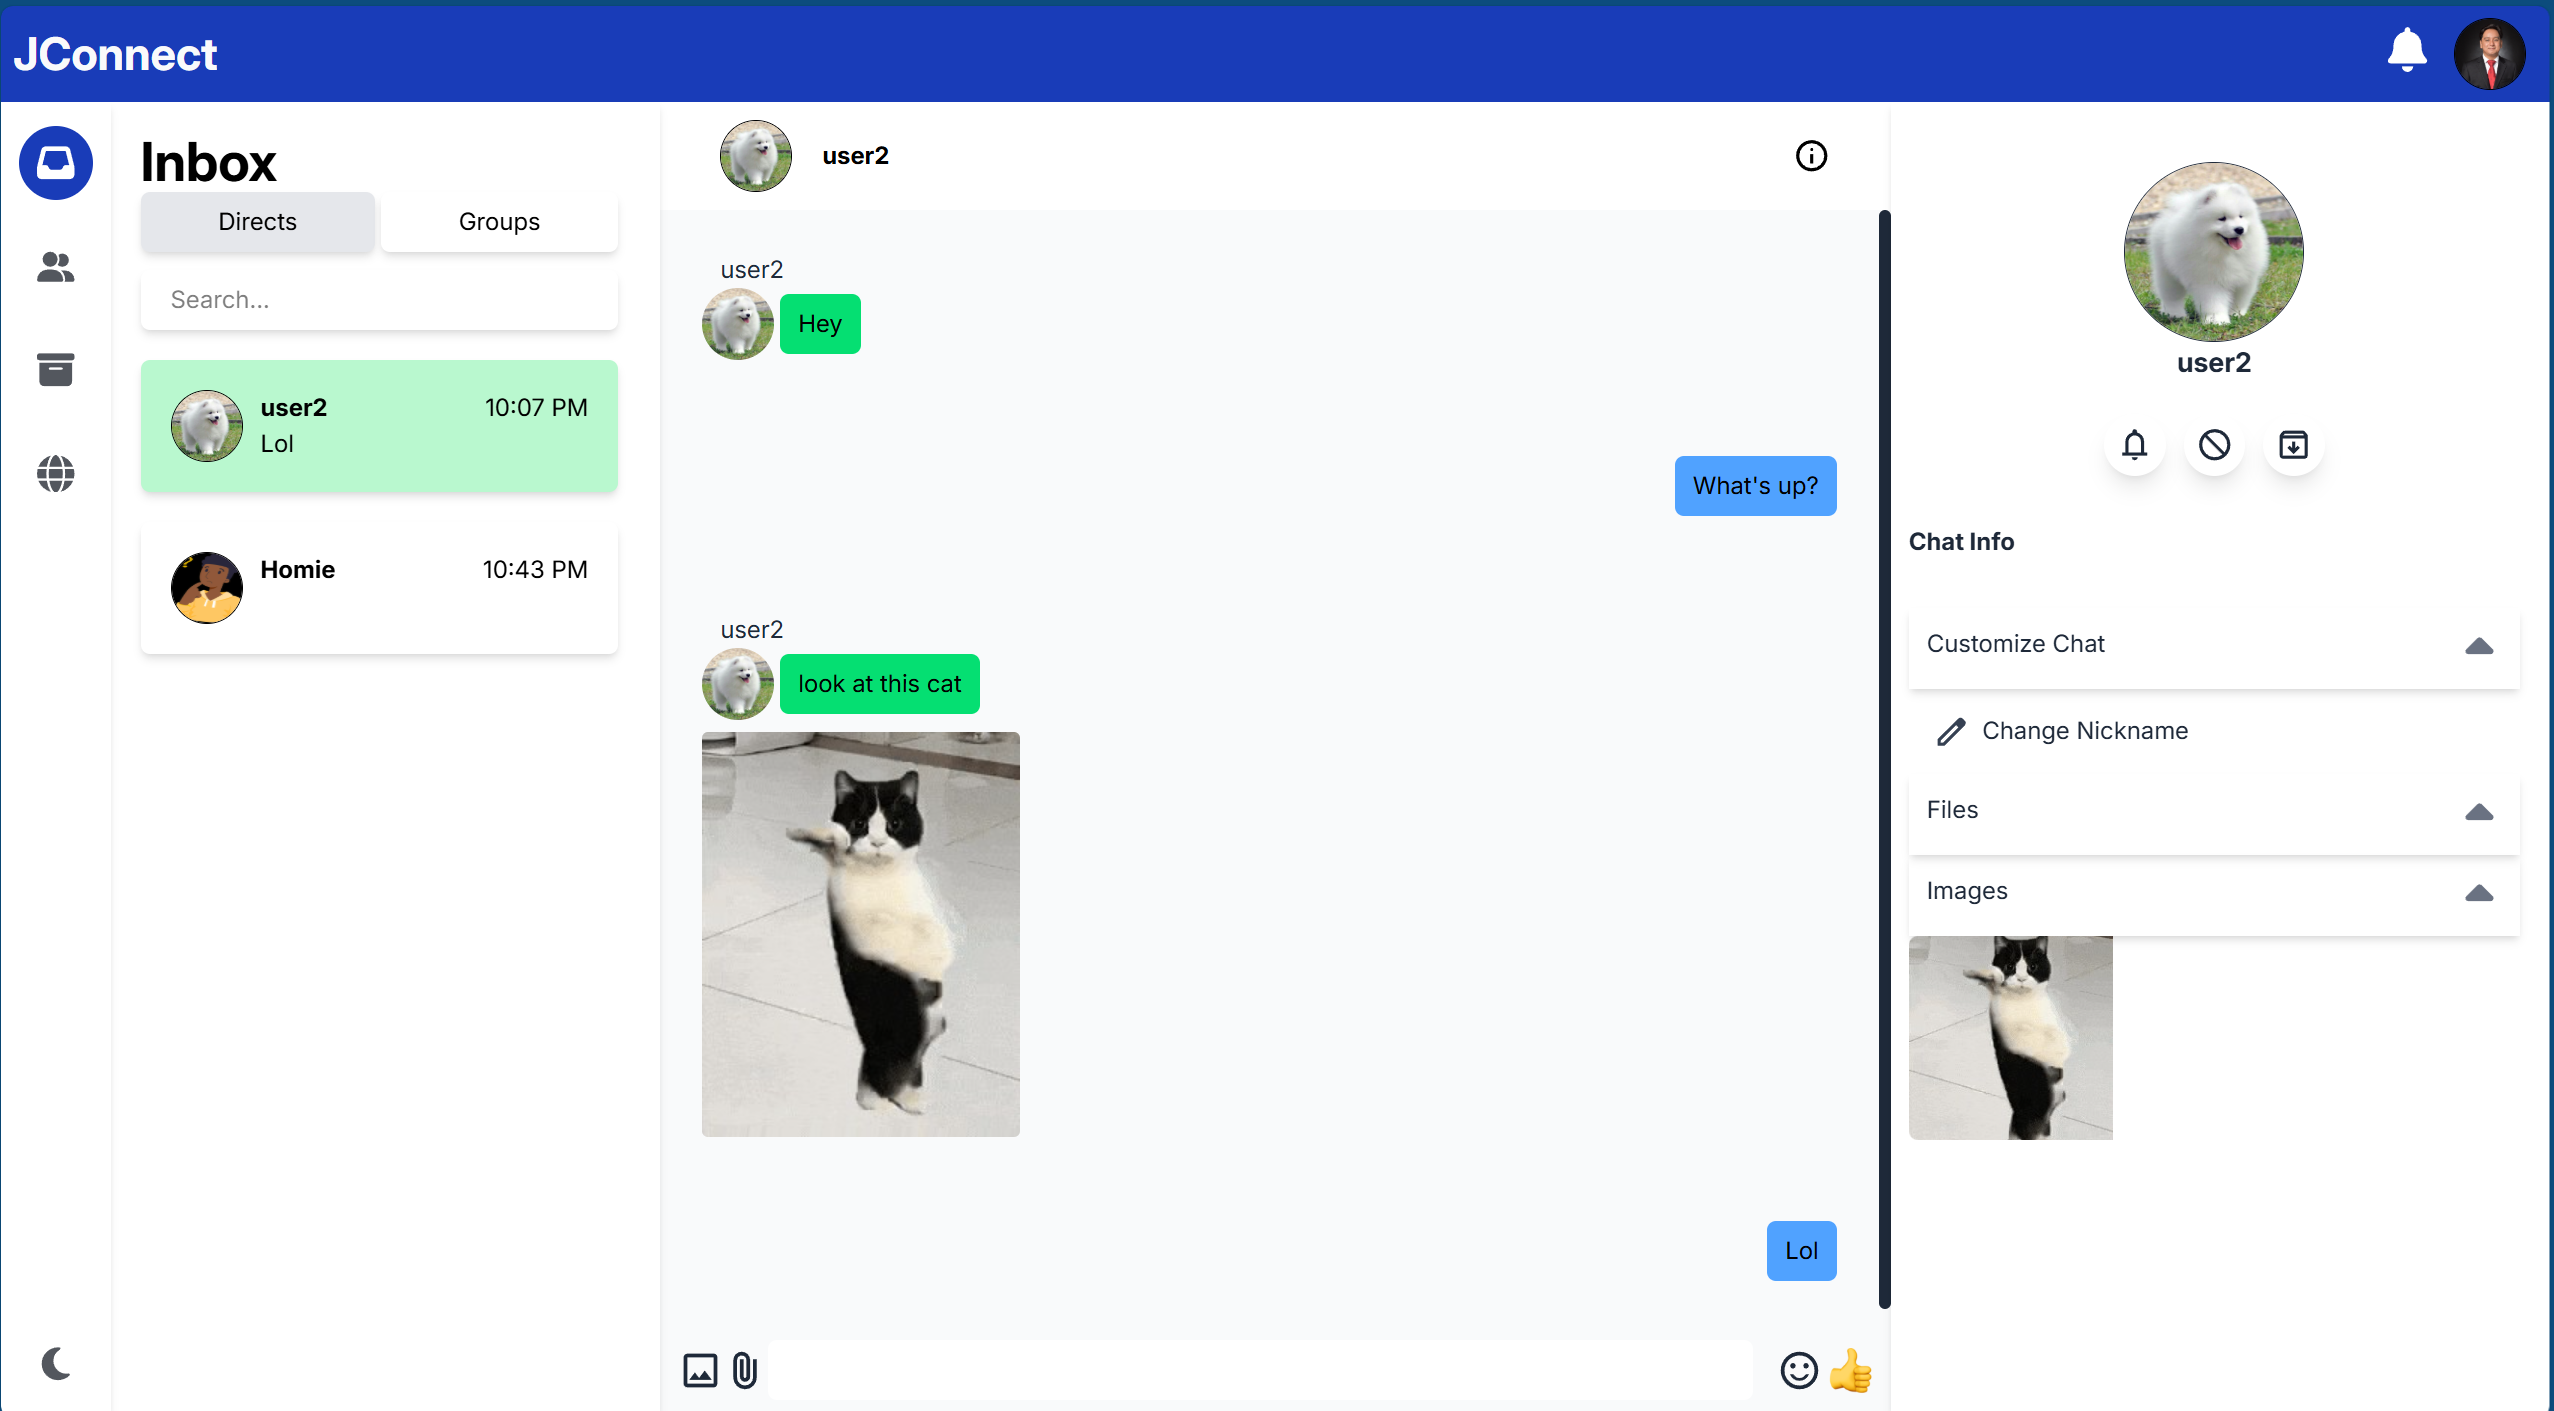 JConnect
Inbox
Directs
Groups
Search...
user2
10:07 PM
Lol
Homie
10:43 PM
user2
user2
Hey
What's up?
user2
look at this cat
Lol
user2
Chat Info
Customize Chat
Change Nickname
Files
Images